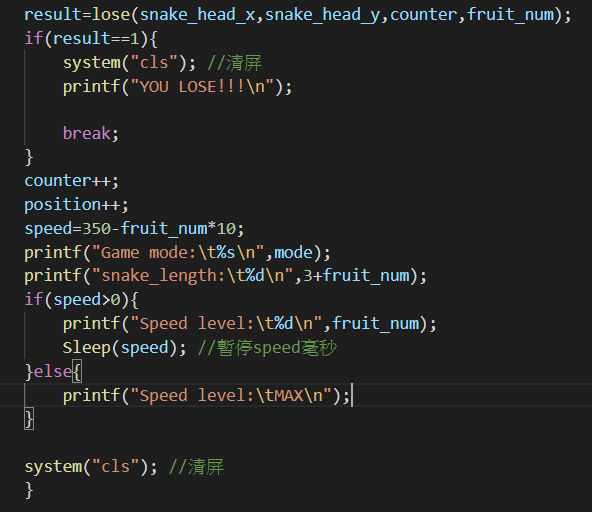 result=lose(snake_head_x,snake_head_y,counter,fruit_num);
if(result==1){
system("cls"); //清屏
printf("YOU LOSE!!!\n");
break;
}
counter++;
position++;
speed=350-fruit_num*10;
printf("Game mode:\t%s\n",mode);
printf("snake_length:\t%d\n",3+fruit_num);
if(speed>0){
printf("Speed level:\t%d\n",fruit_num);
Sleep(speed); //暫停speed毫秒
}else{
printf("Speed level:\tMAX\n");
}
system("cls"); //清屏
}